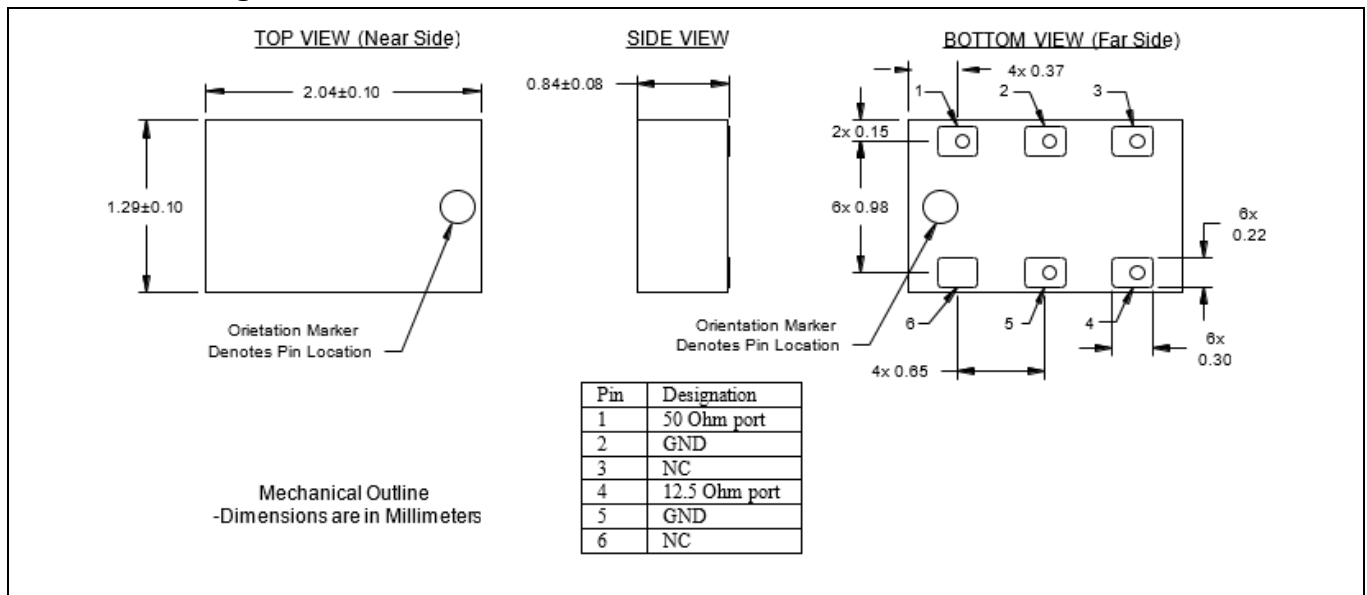 TOP VIEW (Near Side)
SIDE VIEW
BOTTOM VIEW (Far Side)
2.04±0.10
1.29±0.10
Orietation Marker
Denotes Pin Location
0.84±0.08
4x 0.37
1
2
3
2x 0.15
6x 0.98
6x
0.22
Orientation Marker
Denotes Pin Location
6
5
4
6x
0.30
4x 0.65
Pin Designation
1 50 Ohm port
2 GND
3 NC
4 12.5 Ohm port
5 GND
6 NC
Mechanical Outline
-Dimensions are in Millimeters